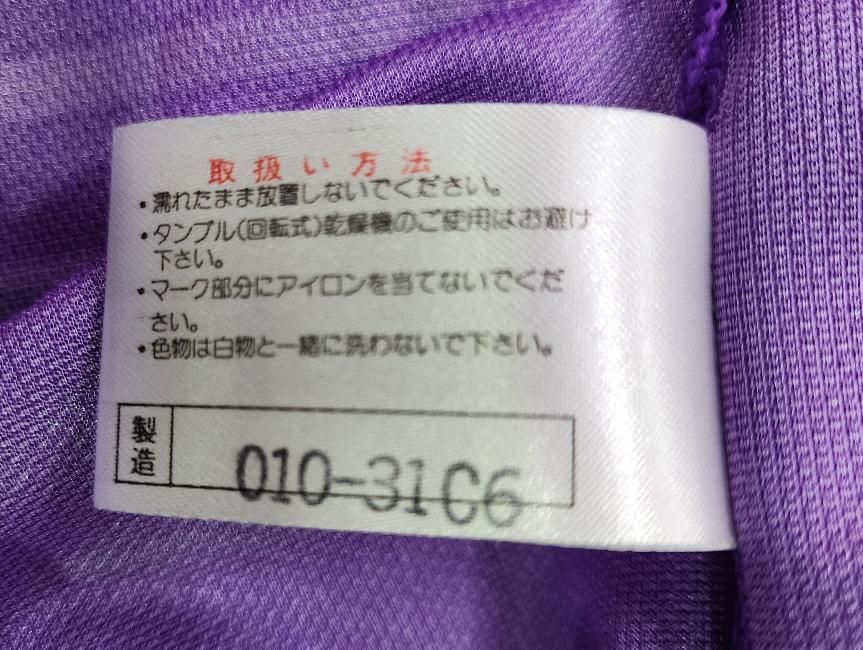 取扱い方法
・濡れたまま放置しないでください。
・タンブル(回転式)乾燥機のご使用はお避け
下さい。
・マーク部分にアイロンを当てないでくだ
さい。
・色物は白物と一緒に洗わないで下さい。
製造
010-31C6